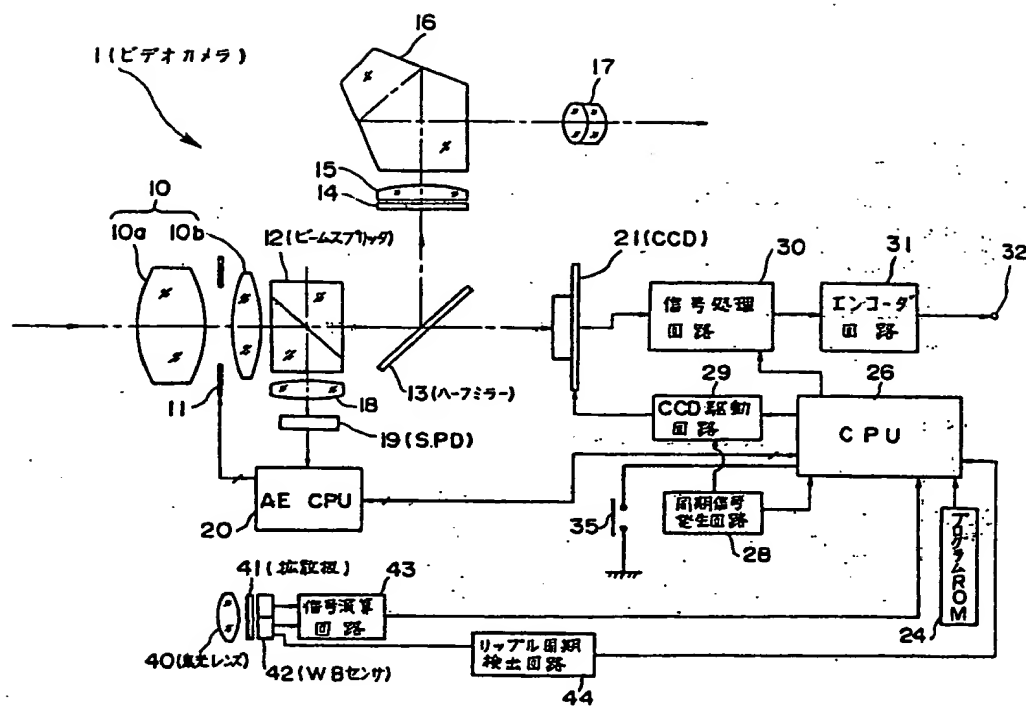 16
1(ビデオカメラ)
17
15
14
10
10a 10b
12(ビームスプリッタ)
21(CCD)
30
31
32
信号処理
回路
エンコーダ
回路
13(ハーフミラー)
11
18
19(S.PD)
29
26
CCD駆動
回路
CPU
AE CPU
20
35
同期信号
発生回路
28
プログラムROM
24
41(拡散板)
43
信号演算
回路
40(集光レンズ)
42(WBセンサ)
リップル周期
検出回路
44